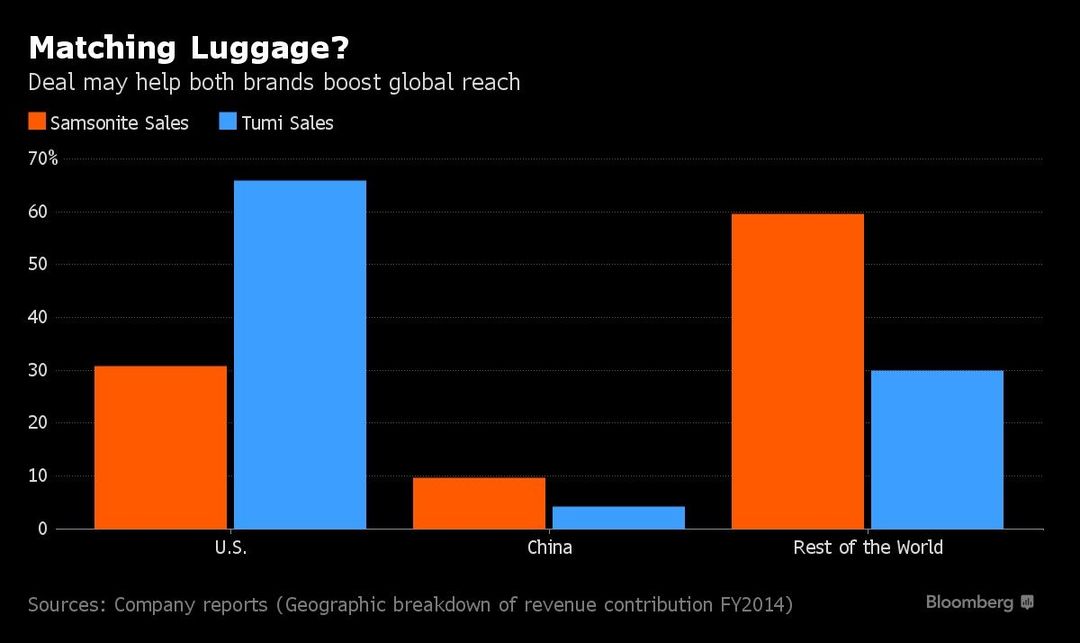 Matching Luggage?
Deal may help both brands boost global reach
Samsonite Sales Tumi Sales
70%
60
50
40
30
20
10
0
U.S. China Rest of the World
Sources: Company reports (Geographic breakdown of revenue contribution FY2014) Bloomberg